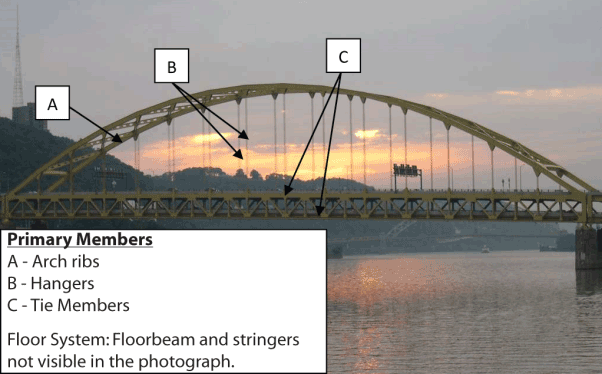 A
B
C
Primary Members
A - Arch ribs
B - Hangers
C - Tie Members
Floor System: Floorbeam and stringers
not visible in the photograph.